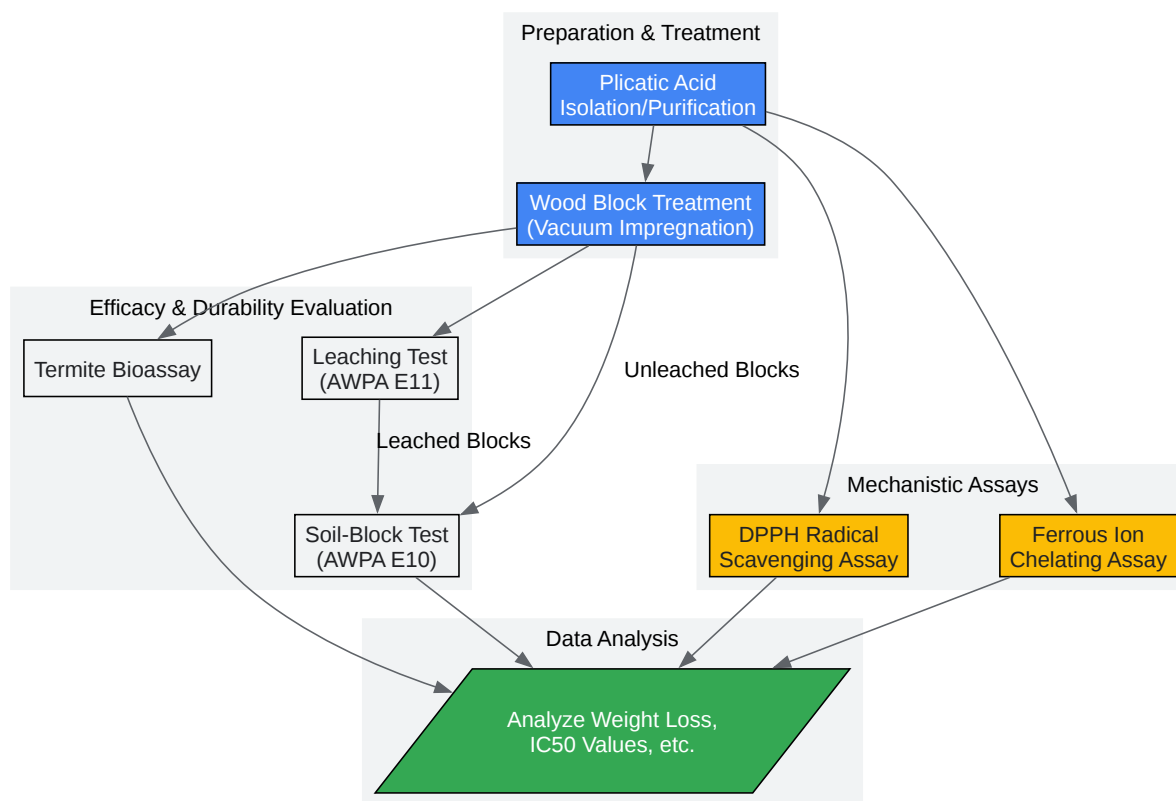 Preparation & Treatment
Plicatic Acid
Isolation/Purification
Wood Block Treatment
(Vacuum Impregnation)
Efficacy & Durability Evaluation
Termite Bioassay
Leaching Test
(AWPA E11)
Unleached Blocks
Leached Blocks
Soil-Block Test
(AWPA E10)
Mechanistic Assays
DPPH Radical
Scavenging Assay
Ferrous Ion
Chelating Assay
Data Analysis
Analyze Weight Loss,
IC50 Values, etc.